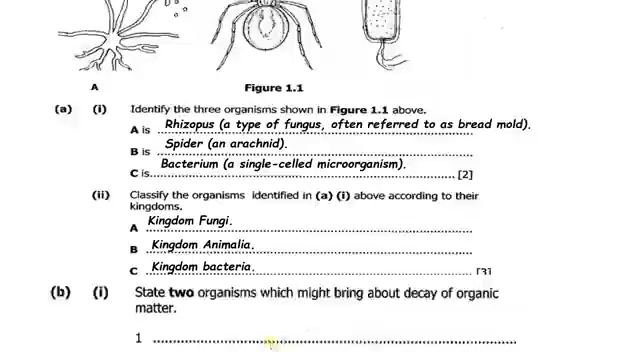 A Figure 1.1
(a) (i) Identify the three organisms shown in Figure 1.1 above.
A is Rhizopus (a type of fungus, often referred to as bread mold).
B is Spider (an arachnid).
C is Bacterium (a single-celled microorganism). [2]
(ii) Classify the organisms identified in (a) (i) above according to their
kingdoms.
A Kingdom Fungi.
B Kingdom Animalia.
C Kingdom bacteria. [3]
(b) (i) State two organisms which might bring about decay of organic
matter.
1